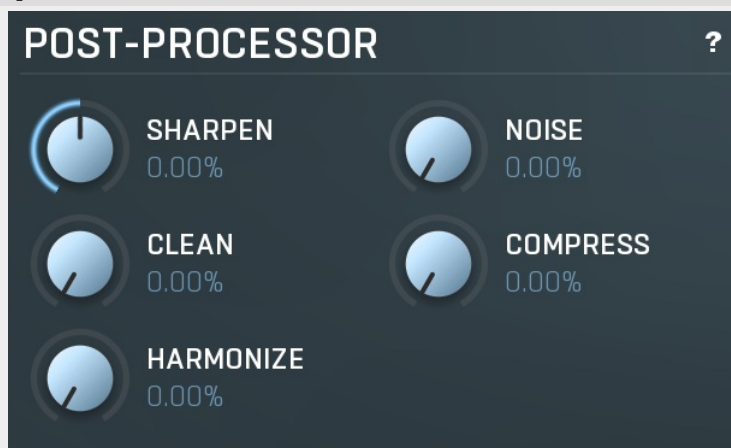 POST-PROCESSOR ?
SHARPEN
0.00%
NOISE
0.00%
CLEAN
0.00%
COMPRESS
0.00%
HARMONIZE
0.00%